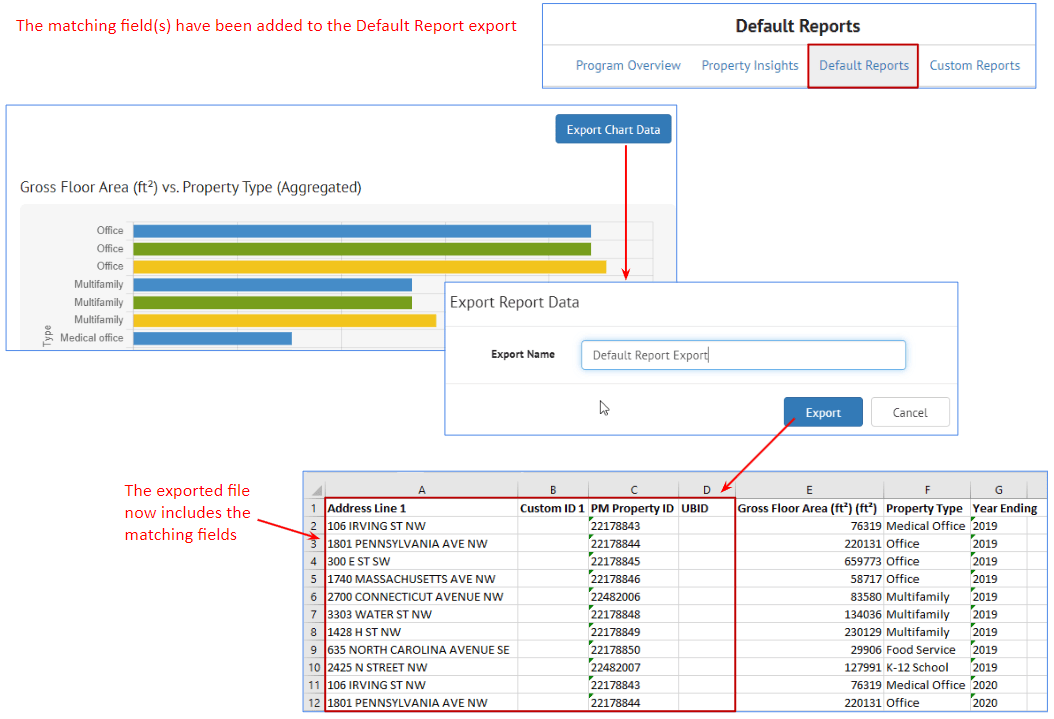 The matching field(s) have been added to the Default Report export
Default Reports
Program Overview Property Insights Default Reports Custom Reports
Export Chart Data
Gross Floor Area (ft²) vs. Property Type (Aggregated)
Office
Office
Office
Multifamily
Multifamily
Multifamily
Medical office
Type
Export Report Data
Export Name Default Report Export
Export Cancel
The exported file
now includes the
matching fields
A B C D E F G
1 Address Line 1 Custom ID 1 PM Property ID UBID Gross Floor Area (ft²) (ft²) Property Type Year Ending
2 106 IRVING ST NW 22178843 76319 Medical Office 2019
3 1801 PENNSYLVANIA AVE NW 22178844 220131 Office 2019
4 300 E ST SW 22178845 659773 Office 2019
5 1740 MASSACHUSETTS AVE NW 22178846 58717 Office 2019
6 2700 CONNECTICUT AVENUE NW 22482006 83580 Multifamily 2019
7 3303 WATER ST NW 22178848 134036 Multifamily 2019
8 1428 H ST NW 22178849 230129 Multifamily 2019
9 635 NORTH CAROLINA AVENUE SE 22178850 29906 Food Service 2019
10 2425 N STREET NW 22482007 127991 K-12 School 2019
11 106 IRVING ST NW 22178843 76319 Medical Office 2020
12 1801 PENNSYLVANIA AVE NW 22178844 220131 Office 2020